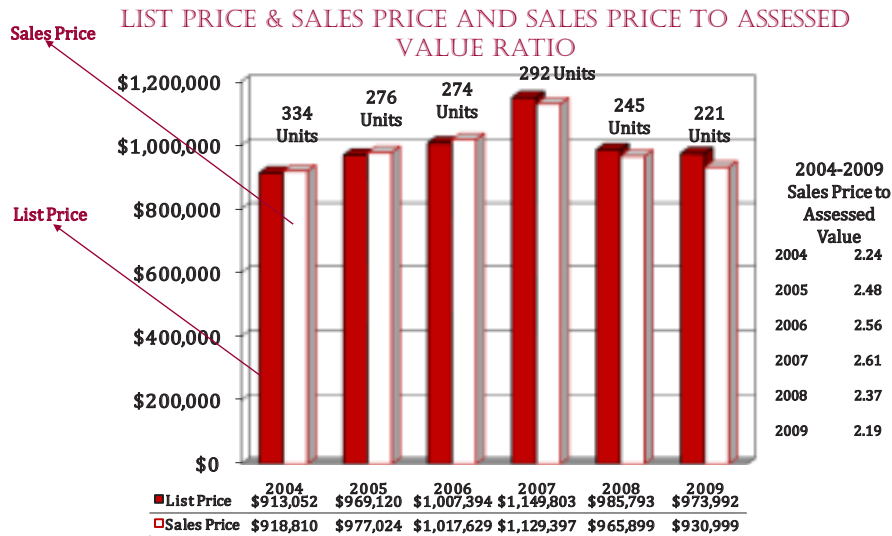 LIST PRICE & SALES PRICE AND SALES PRICE TO ASSESSED
VALUE RATIO
Sales Price
List Price
$1,200,000
$1,000,000
$800,000
$600,000
$400,000
$200,000
$0
334
Units
276
Units
274
Units
292 Units
245
Units
221
Units
2004 2005 2006 2007 2008 2009
List Price $913,052 $969,120 $1,007,394 $1,149,803 $985,793 $973,992
Sales Price $918,810 $977,024 $1,017,629 $1,129,397 $965,899 $930,999
2004-2009
Sales Price to
Assessed
Value
2004 2.24
2005 2.48
2006 2.56
2007 2.61
2008 2.37
2009 2.19